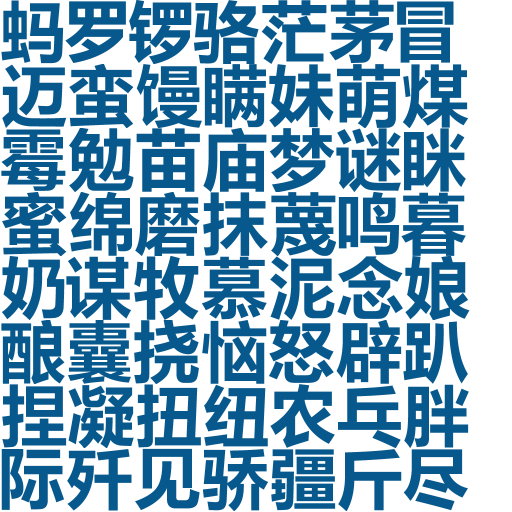 蚂罗锣骆茫茅冒
迈蛮馒瞒妹萌煤
霉勉苗庙梦谜眯
蜜绵磨抹蔑鸣暮
奶谋牧慕泥念娘
酿囊挠恼怒辟趴
捏凝扭纽农乓胖
际歼见骄疆斤尽